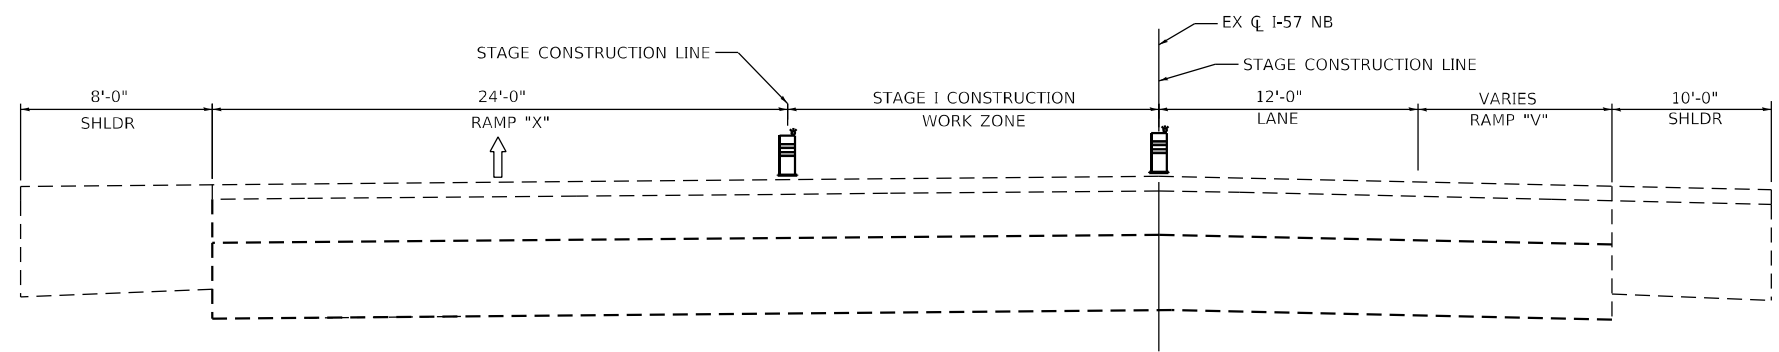 EX ℄ I-57 NB
STAGE CONSTRUCTION LINE
STAGE CONSTRUCTION LINE
8'-0"
SHLDR
24'-0"
RAMP "X"
STAGE I CONSTRUCTION
WORK ZONE
12'-0"
LANE
VARIES
RAMP "V"
10'-0"
SHLDR